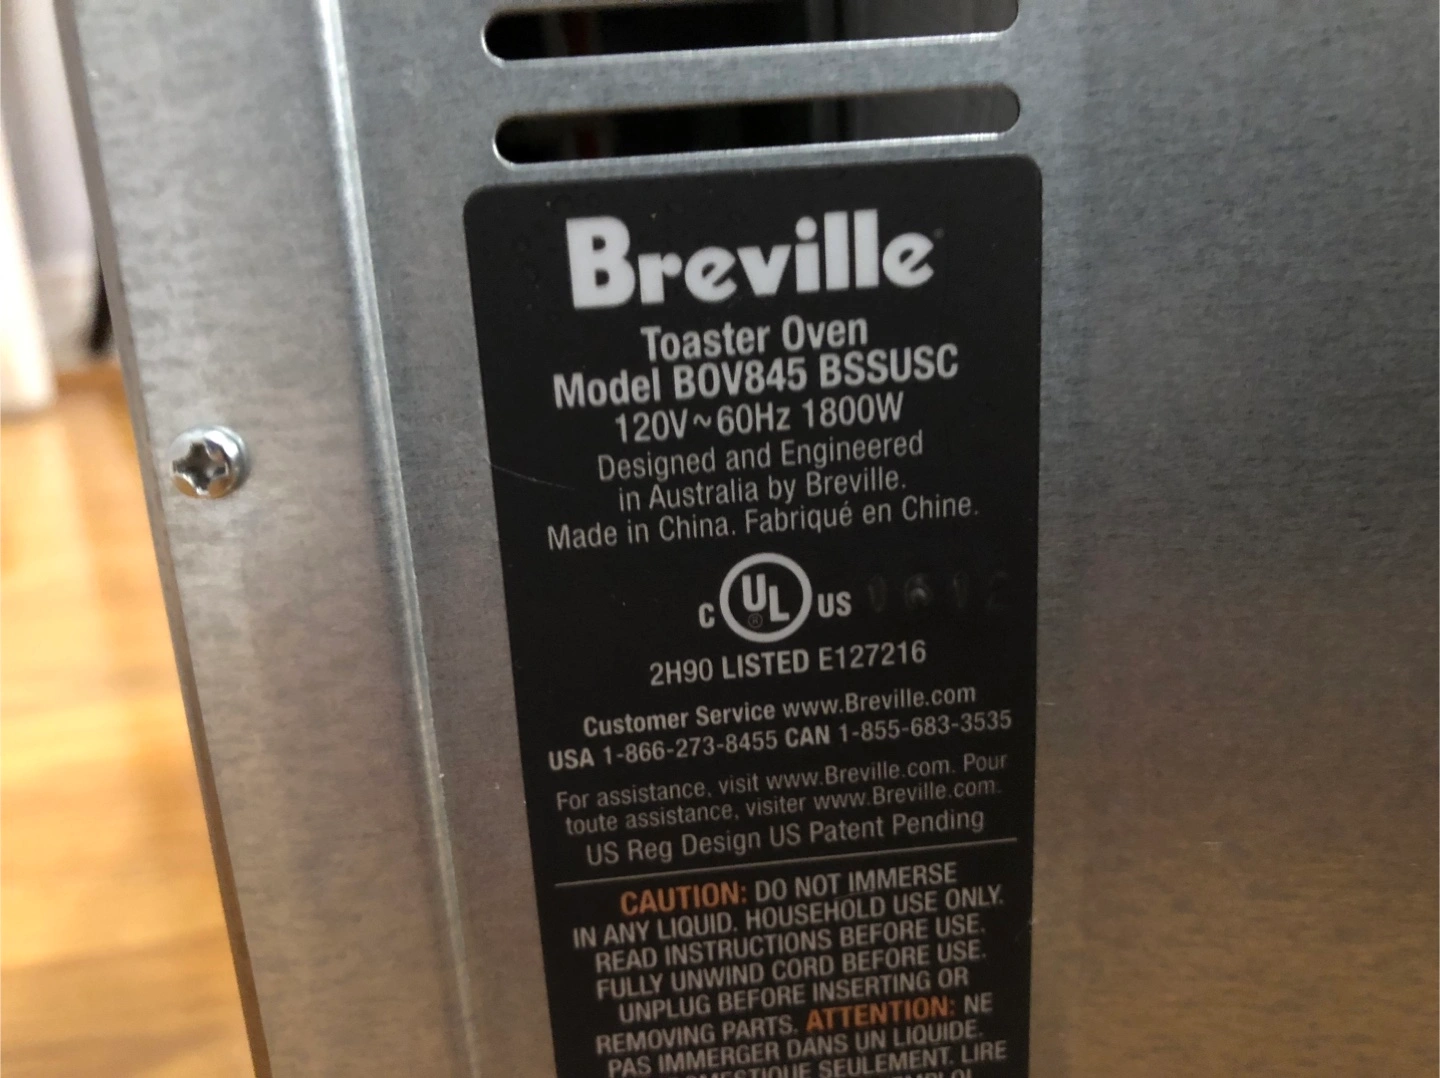 Breville
Toaster Oven
Model BOV845 BSSUSC
120V~60Hz 1800W
Designed and Engineered
in Australia by Breville.
Made in China. Fabriqué en Chine.
C UL ® US
2H90 LISTED E127216
Customer Service www.Breville.com
USA 1-866-273-8455 CAN 1-855-683-3535
For assistance, visit www.Breville.com. Pour
toute assistance, visiter www.Breville.com.
US Reg Design US Patent Pending
CAUTION: DO NOT IMMERSE
IN ANY LIQUID. HOUSEHOLD USE ONLY.
READ INSTRUCTIONS BEFORE USE.
FULLY UNWIND CORD BEFORE USE.
UNPLUG BEFORE INSERTING OR
REMOVING PARTS. ATTENTION: NE
PAS IMMERGER DANS UN LIQUIDE.
SEULEMENT. LIRE